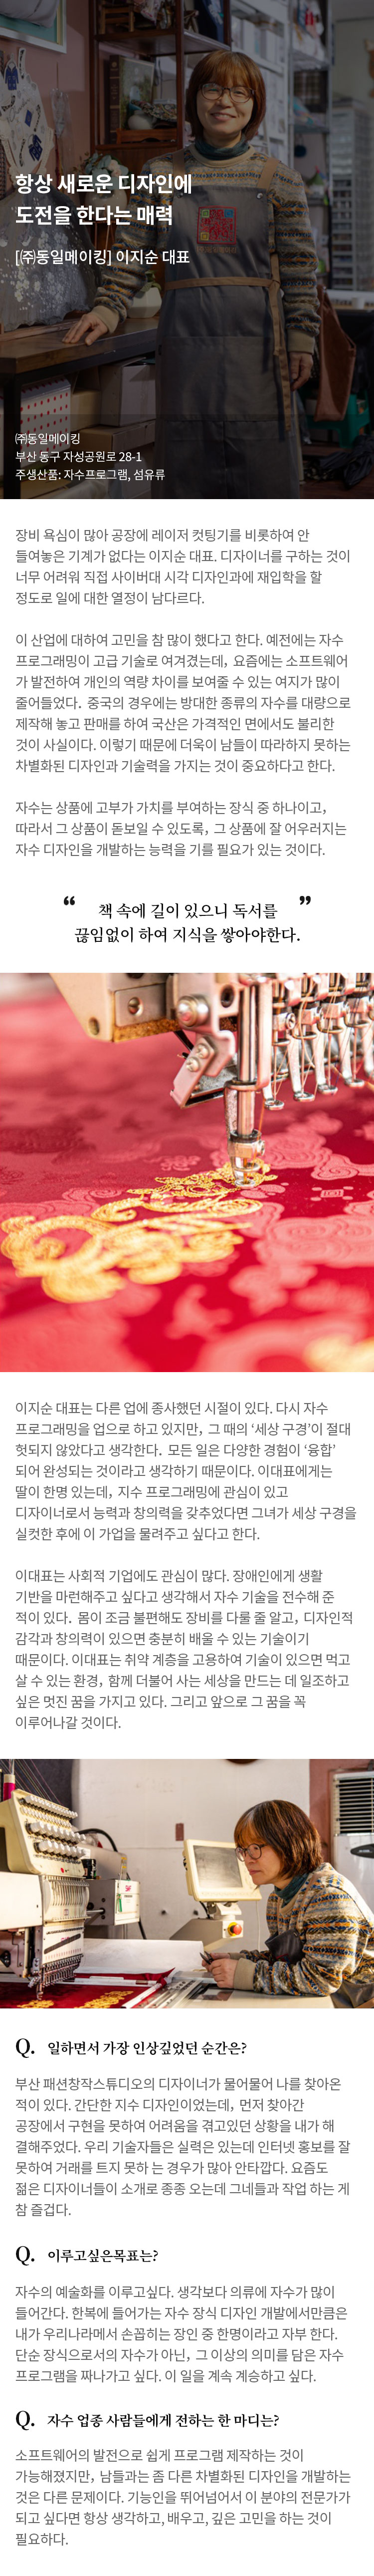 항상 새로운 디자인에
도전을 한다는 매력
[㈜동일메이킹] 이지순 대표
㈜동일메이킹
부산 동구 자성공원로 28-1
주생산품: 자수프로그램, 섬유류
장비 욕심이 많아 공장에 레이저 컷팅기를 비롯하여 안
들여놓은 기계가 없다는 이지순 대표. 디자이너를 구하는 것이
너무 어려워 직접 사이버대 시각 디자인과에 재입학을 할
정도로 일에 대한 열정이 남다르다.
이 산업에 대하여 고민을 참 많이 했다고 한다. 예전에는 자수
프로그래밍이 고급 기술로 여겨졌는데, 요즘에는 소프트웨어
가 발전하여 개인의 역량 차이를 보여줄 수 있는 여지가 많이
줄어들었다. 중국의 경우에는 방대한 종류의 자수를 대량으로
제작해 놓고 판매를 하여 국산은 가격적인 면에서도 불리한
것이 사실이다. 이렇기 때문에 더욱이 남들이 따라하지 못하는
차별화된 디자인과 기술력을 가지는 것이 중요하다고 한다.
자수는 상품에 고부가 가치를 부여하는 장식 중 하나이고,
따라서 그 상품이 돋보일 수 있도록, 그 상품에 잘 어우러지는
자수 디자인을 개발하는 능력을 기를 필요가 있는 것이다.
“ 책 속에 길이 있으니 독서를 ”
끊임없이 하여 지식을 쌓아야한다.
이지순 대표는 다른 업에 종사했던 시절이 있다. 다시 자수
프로그래밍을 업으로 하고 있지만, 그 때의 ‘세상 구경’이 절대
헛되지 않았다고 생각한다. 모든 일은 다양한 경험이 ‘융합’
되어 완성되는 것이라고 생각하기 때문이다. 이대표에게는
딸이 한명 있는데, 지수 프로그래밍에 관심이 있고
디자이너로서 능력과 창의력을 갖추었다면 그녀가 세상 구경을
실컷한 후에 이 가업을 물려주고 싶다고 한다.
이대표는 사회적 기업에도 관심이 많다. 장애인에게 생활
기반을 마련해주고 싶다고 생각해서 자수 기술을 전수해 준
적이 있다. 몸이 조금 불편해도 장비를 다룰 줄 알고, 디자인적
감각과 창의력이 있으면 충분히 배울 수 있는 기술이기
때문이다. 이대표는 취약 계층을 고용하여 기술이 있으면 먹고
살 수 있는 환경, 함께 더불어 사는 세상을 만드는 데 일조하고
싶은 멋진 꿈을 가지고 있다. 그리고 앞으로 그 꿈을 꼭
이루어나갈 것이다.
Q. 일하면서 가장 인상깊었던 순간은?
부산 패션창작스튜디오의 디자이너가 물어물어 나를 찾아온
적이 있다. 간단한 지수 디자인이었는데, 먼저 찾아간
공장에서 구현을 못하여 어려움을 겪고있던 상황을 내가 해
결해주었다. 우리 기술자들은 실력은 있는데 인터넷 홍보를 잘
못하여 거래를 트지 못하 는 경우가 많아 안타깝다. 요즘도
젊은 디자이너들이 소개로 종종 오는데 그네들과 작업 하는 게
참 즐겁다.
Q. 이루고싶은목표는?
자수의 예술화를 이루고싶다. 생각보다 의류에 자수가 많이
들어간다. 한복에 들어가는 자수 장식 디자인 개발에서만큼은
내가 우리나라에서 손꼽히는 장인 중 한명이라고 자부 한다.
단순 장식으로서의 자수가 아닌, 그 이상의 의미를 담은 자수
프로그램을 짜나가고 싶다. 이 일을 계속 계승하고 싶다.
Q. 자수 업종 사람들에게 전하는 한 마디는?
소프트웨어의 발전으로 쉽게 프로그램 제작하는 것이
가능해졌지만, 남들과는 좀 다른 차별화된 디자인을 개발하는
것은 다른 문제이다. 기능인을 뛰어넘어서 이 분야의 전문가가
되고 싶다면 항상 생각하고, 배우고, 깊은 고민을 하는 것이
필요하다.